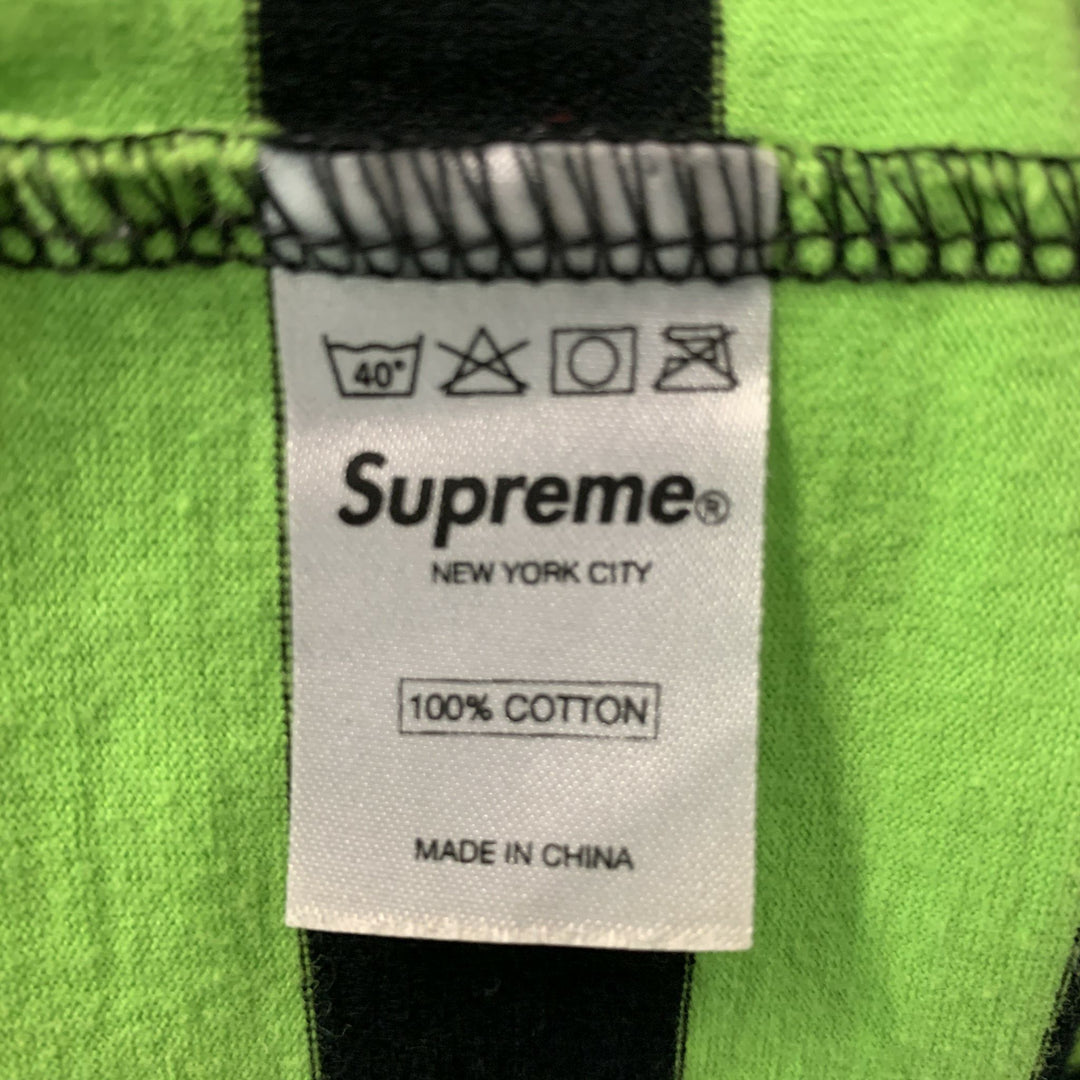 40°
Supreme®
NEW YORK CITY
100% COTTON
MADE IN CHINA